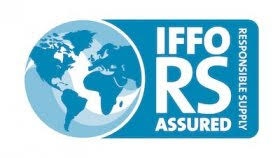 IFFO
RS
ASSURED
RESPONSIBLE SUPPLY